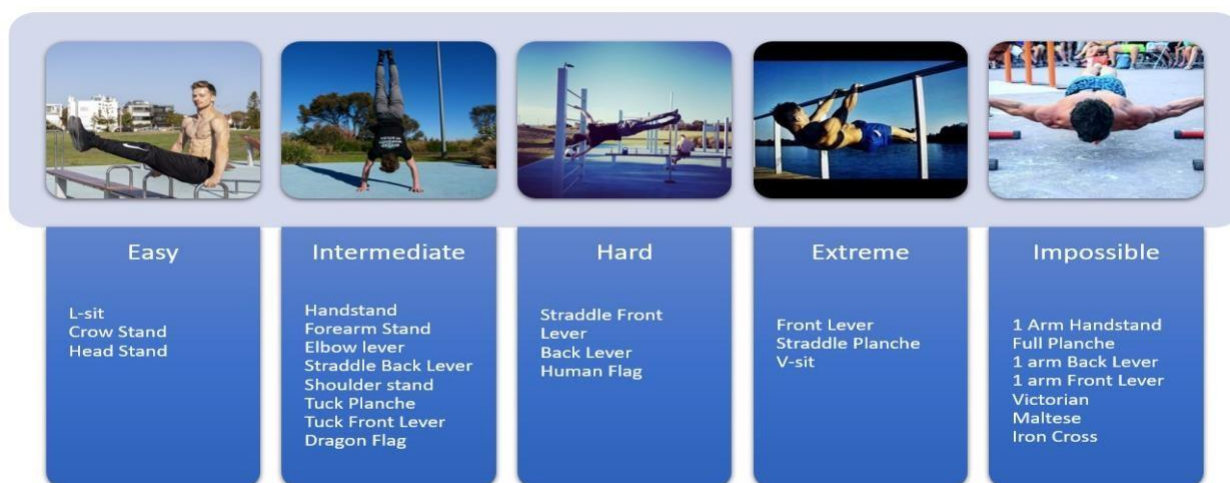 Easy
L-sit
Crow Stand
Head Stand
Intermediate
Handstand
Forearm Stand
Elbow lever
Straddle Back Lever
Shoulder stand
Tuck Planche
Tuck Front Lever
Dragon Flag
Hard
Straddle Front
Lever
Back Lever
Human Flag
Extreme
Front Lever
Straddle Planche
V-sit
Impossible
1 Arm Handstand
Full Planche
1 arm Back Lever
1 arm Front Lever
Victorian
Maltese
Iron Cross